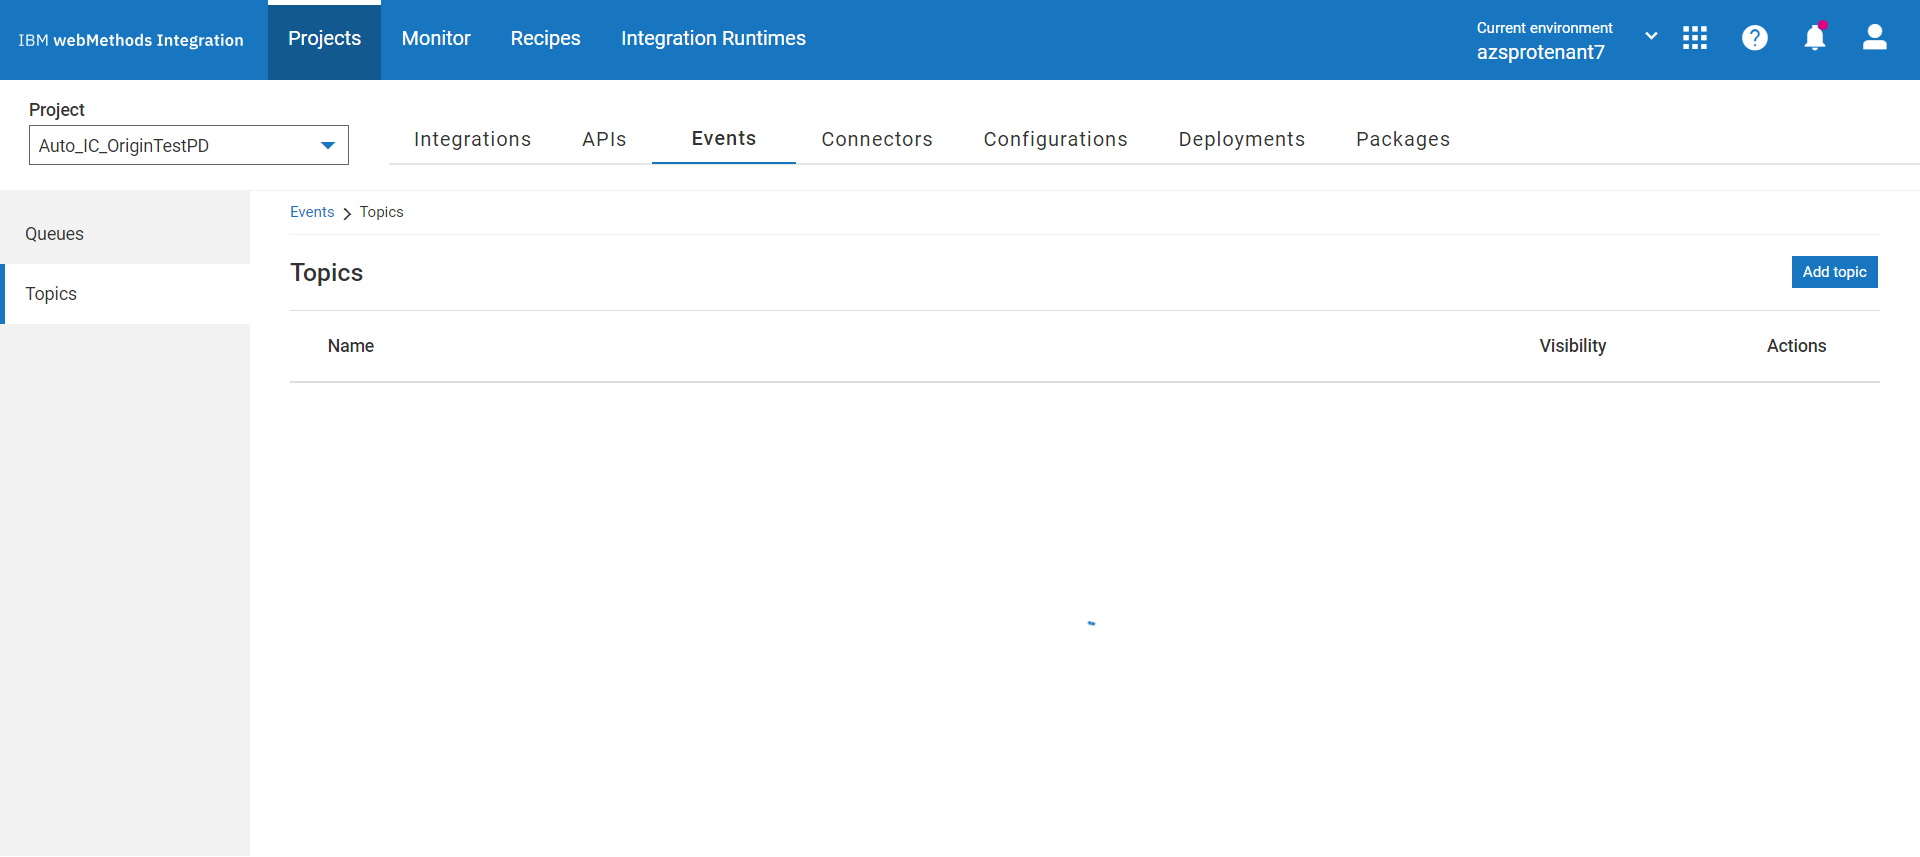 IBM webMethods Integration
Projects
Monitor
Recipes
Integration Runtimes
Current environment
azsprotenant7
Project
Auto_IC_OriginTestPD
Integrations
APIs
Events
Connectors
Configurations
Deployments
Packages
Queues
Topics
Events
Topics
Topics
Add topic
Name
Visibility
Actions